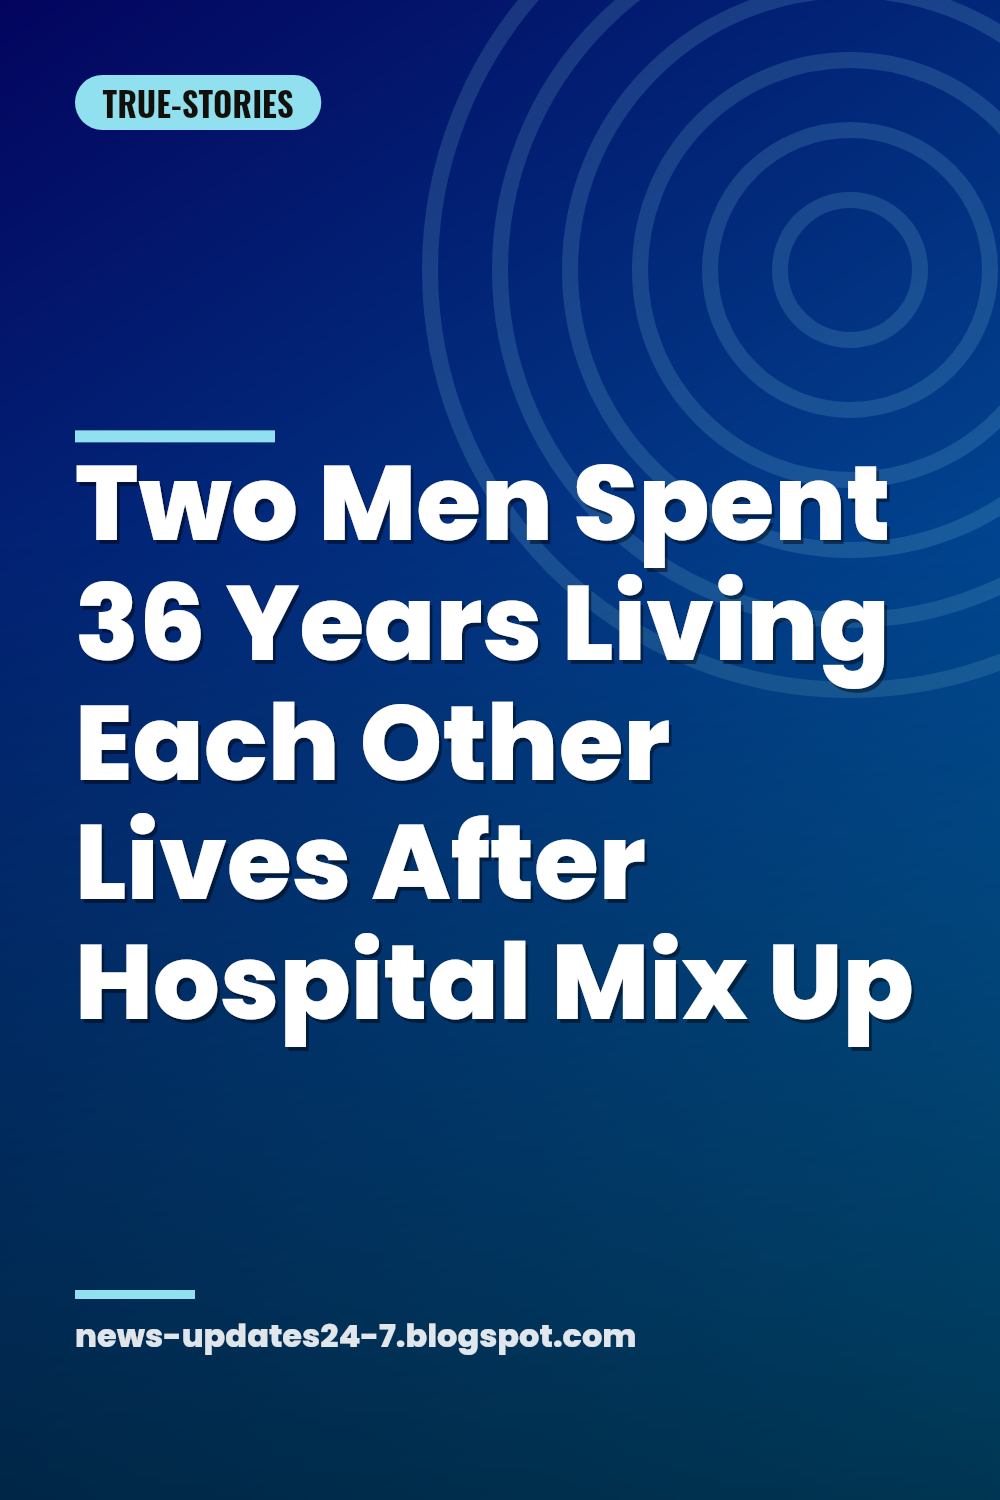 TRUE-STORIES
Two Men Spent
36 Years Living
Each Other
Lives After
Hospital Mix Up
news-updates24-7.blogspot.com